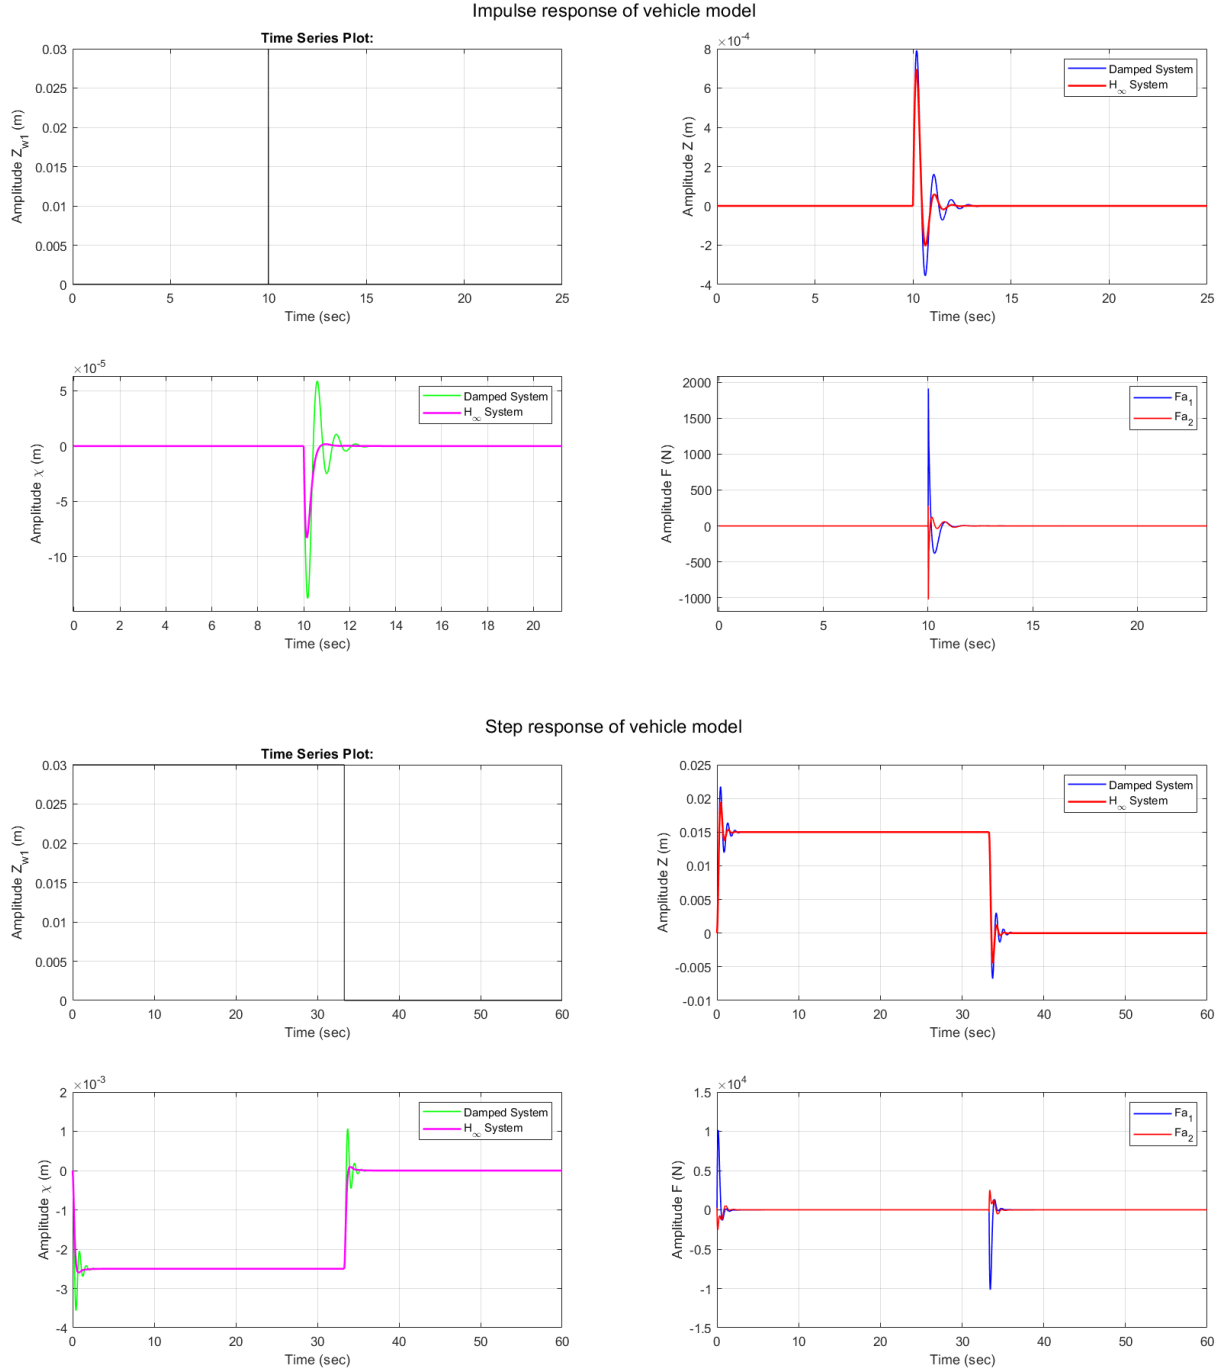 Impulse response of vehicle model
Time Series Plot:
0.03
0.025
0.02
0.015
0.01
0.005
0
Amplitude Z_w1 (m)
0 5 10 15 20 25
Time (sec)
×10^-4
8
6
4
2
0
-2
-4
Amplitude Z (m)
Damped System
H_∞ System
0 5 10 15 20 25
Time (sec)
×10^-5
5
0
-5
-10
Amplitude χ (m)
Damped System
H_∞ System
0 2 4 6 8 10 12 14 16 18 20
Time (sec)
2000
1500
1000
500
0
-500
-1000
Amplitude F (N)
Fa_1
Fa_2
0 5 10 15 20
Time (sec)
Step response of vehicle model
Time Series Plot:
0.03
0.025
0.02
0.015
0.01
0.005
0
Amplitude Z_w1 (m)
0 10 20 30 40 50 60
Time (sec)
0.025
0.02
0.015
0.01
0.005
0
-0.005
-0.01
Amplitude Z (m)
Damped System
H_∞ System
0 10 20 30 40 50 60
Time (sec)
×10^-3
2
1
0
-1
-2
-3
-4
Amplitude χ (m)
Damped System
H_∞ System
0 10 20 30 40 50 60
Time (sec)
×10^4
1.5
1
0.5
0
-0.5
-1
-1.5
Amplitude F (N)
Fa_1
Fa_2
0 10 20 30 40 50 60
Time (sec)